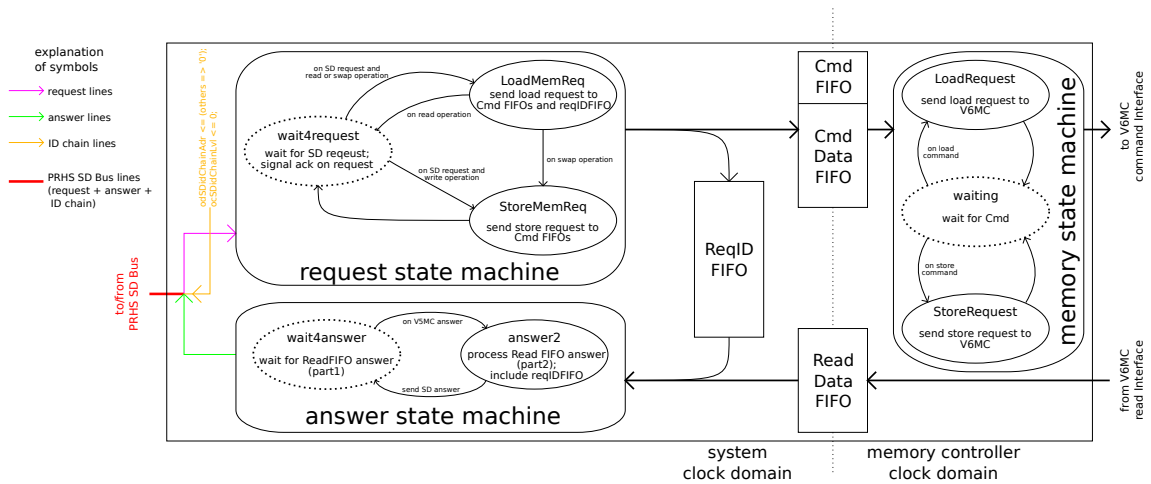 explanation
of symbols
request lines
answer lines
ID chain lines
PRHS SD Bus lines
(request + answer +
ID chain)
odSDIdChainAdr <= (others => '0');
ocSDIdChainLvl <= 0;
to/from
PRHS SD Bus
on SD request and
read or swap operation
LoadMemReq
send load request to
Cmd FIFOs and reqIDFIFO
on read operation
wait4request
wait for SD reqeust;
signal ack on request
on swap operation
on SD request and
write operation
StoreMemReq
send store request to
Cmd FIFOs
request state machine
wait4answer
wait for ReadFIFO answer
(part1)
on V5MC answer
answer2
process Read FIFO answer
(part2);
include reqIDFIFO
send SD answer
answer state machine
ReqID
FIFO
Cmd
FIFO
Cmd
Data
FIFO
Read
Data
FIFO
LoadRequest
send load request to
V6MC
on load
command
waiting
wait for Cmd
on store
command
StoreRequest
send store request to
V6MC
memory state machine
to V6MC
command Interface
from V6MC
read Interface
system
clock domain
memory controller
clock domain